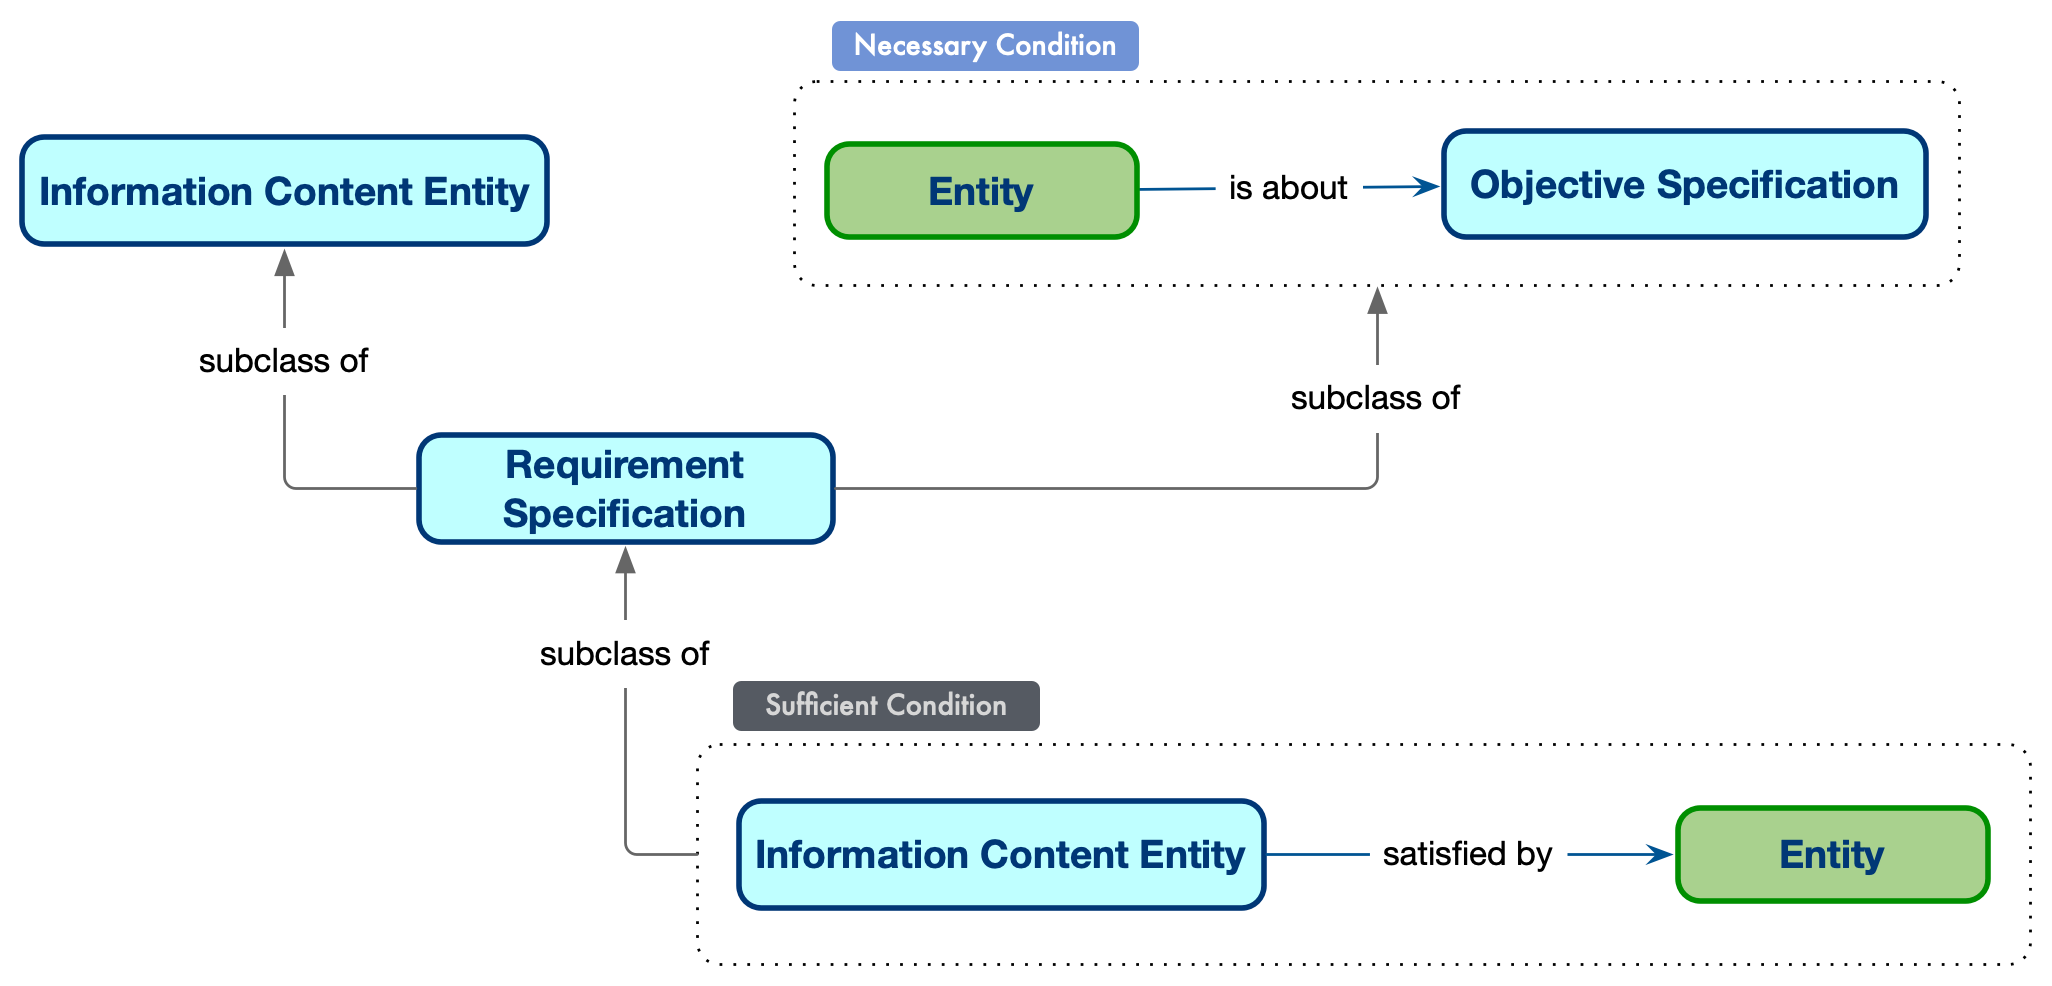 Necessary Condition
Information Content Entity
Entity
is about
Objective Specification
subclass of
subclass of
Requirement
Specification
subclass of
Sufficient Condition
Information Content Entity
satisfied by
Entity